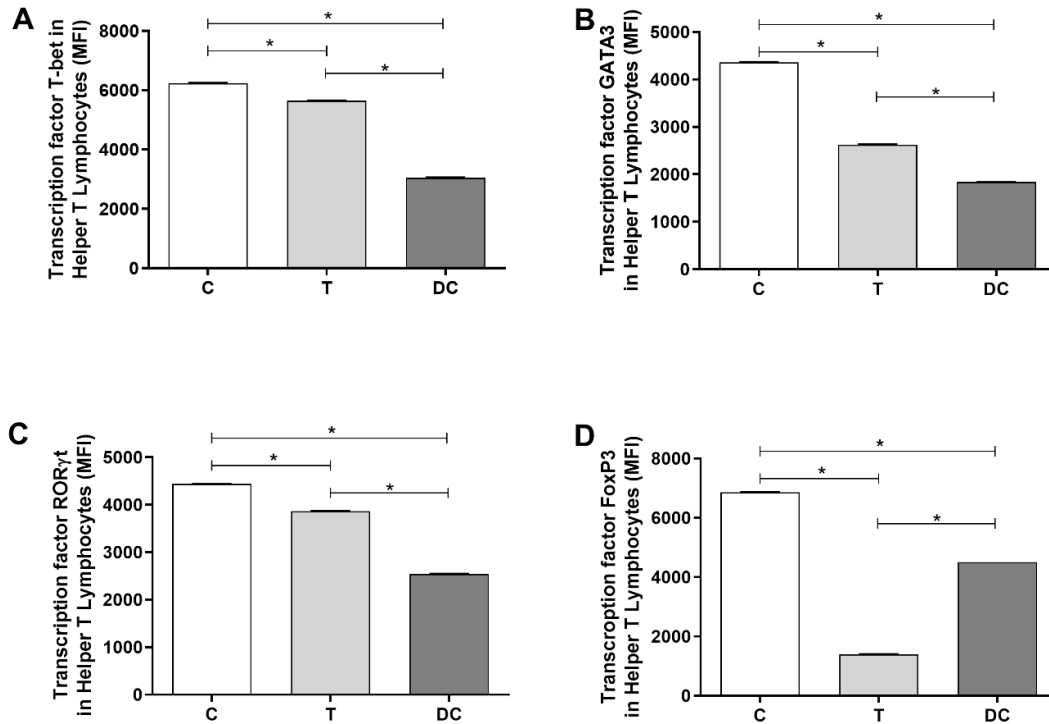 A
Transcription factor T-bet in
Helper T Lymphocytes (MFI)
8000
6000
4000
2000
0
*
*
*
C T DC
B
Transcription factor GATA3
in Helper T Lymphocytes (MFI)
5000
4000
3000
2000
1000
0
*
*
*
C T DC
C
Transcription factor RORγt
in Helper T Lymphocytes (MFI)
5000
4000
3000
2000
1000
0
*
*
*
C T DC
D
Transcroption factor FoxP3
in Helper T Lymphocytes (MFI)
8000
6000
4000
2000
0
*
*
*
C T DC